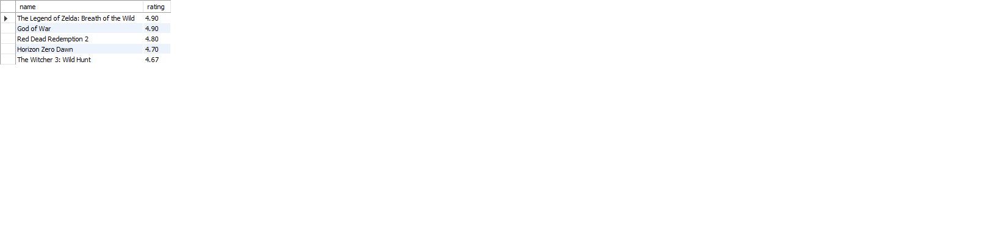 name rating
The Legend of Zelda: Breath of the Wild 4.90
God of War 4.90
Red Dead Redemption 2 4.80
Horizon Zero Dawn 4.70
The Witcher 3: Wild Hunt 4.67